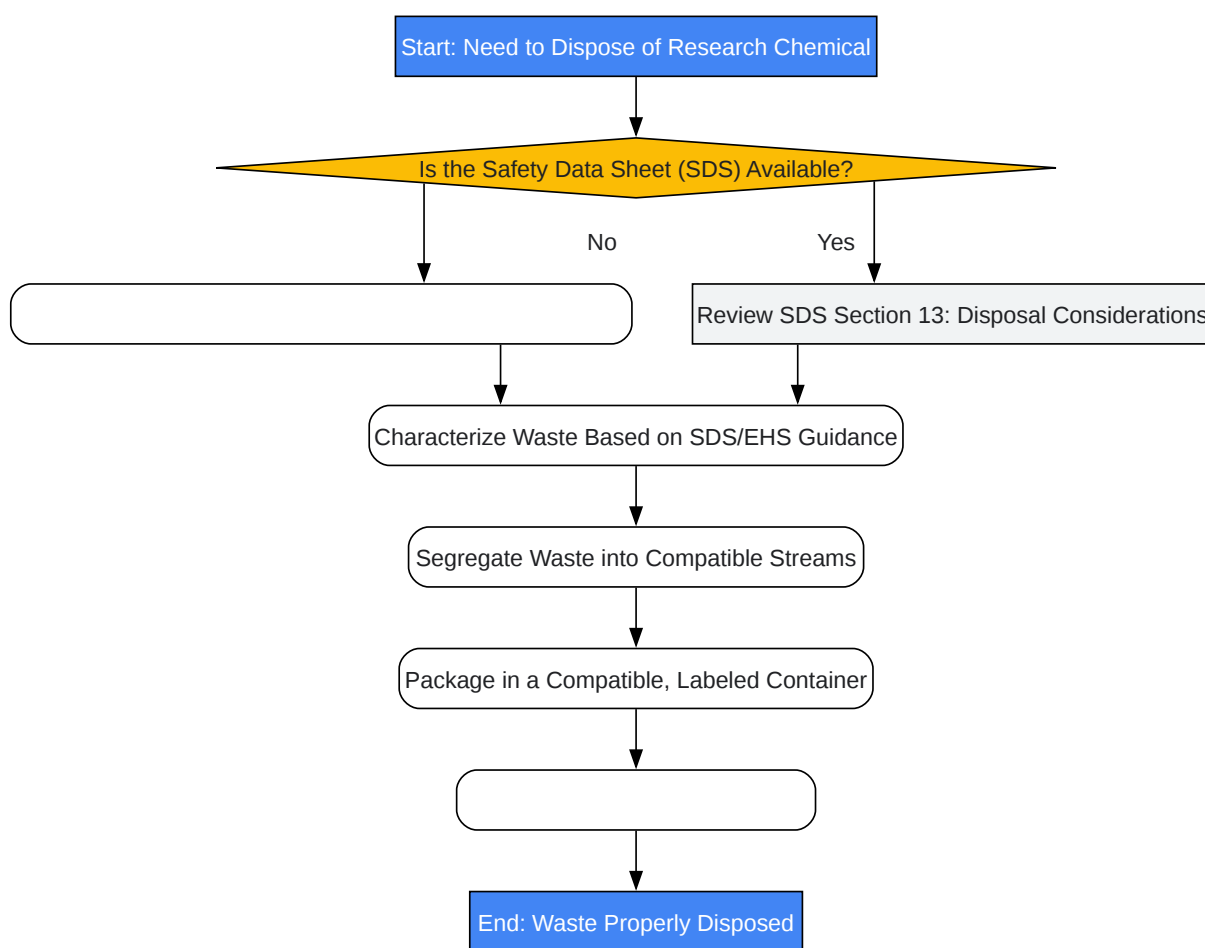 Start: Need to Dispose of Research Chemical
Is the Safety Data Sheet (SDS) Available?
No
Yes
Review SDS Section 13: Disposal Considerations
Characterize Waste Based on SDS/EHS Guidance
Segregate Waste into Compatible Streams
Package in a Compatible, Labeled Container
End: Waste Properly Disposed